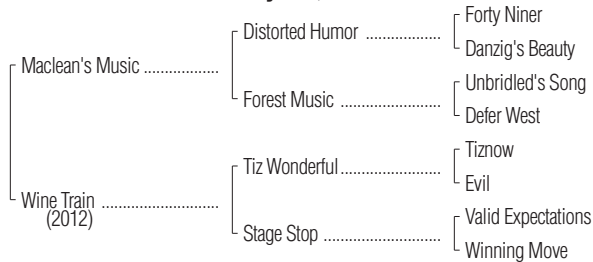 Forty Niner
Distorted Humor ..................
Danzig's Beauty
Maclean's Music ..................
Unbridled's Song
Forest Music ........................
Defer West
Tiznow
Tiz Wonderful........................
Evil
Wine Train ............................
(2012)
Valid Expectations
Stage Stop ............................
Winning Move